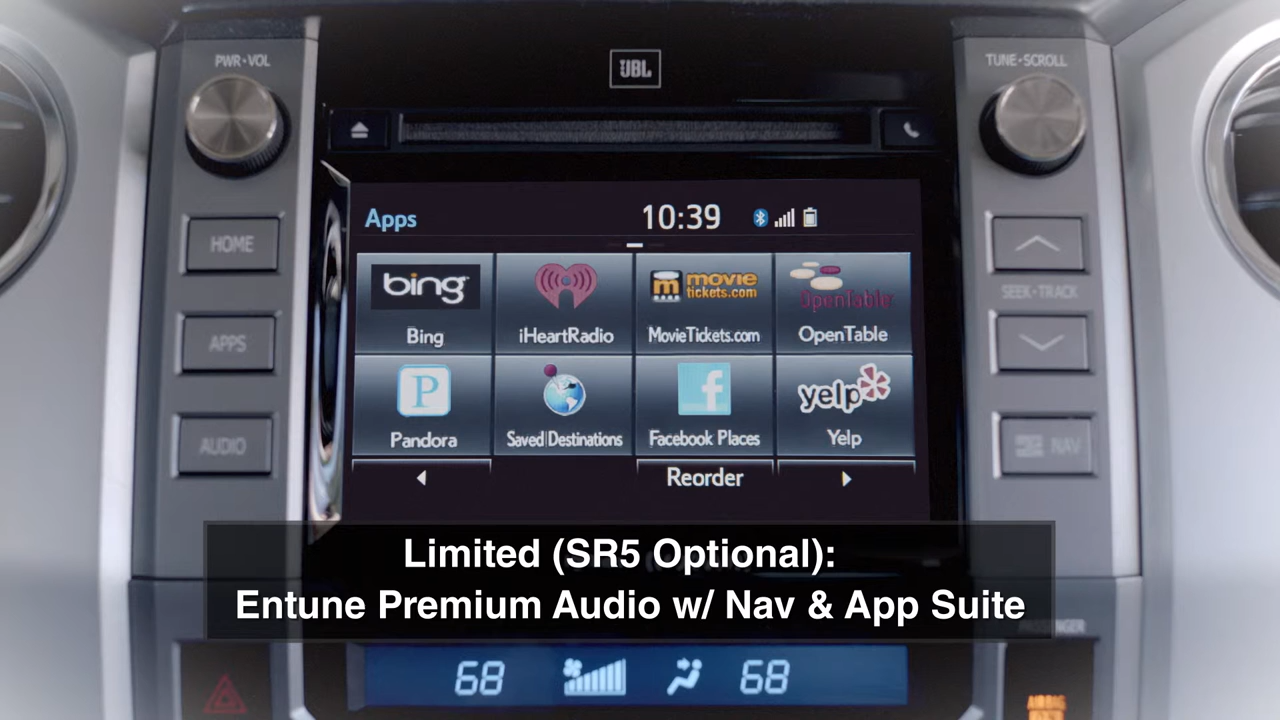 PWR•VOL
JBL
TUNE•SCROLL
HOME
Apps
10:39
bing
movie
tickets.com
OpenTable
SEEK•TRACK
Bing
iHeartRadio
MovieTickets.com
OpenTable
APPS
P
f
yelp
AUDIO
NAV
Pandora
Saved Destinations
Facebook Places
Yelp
Reorder
Limited (SR5 Optional):
Entune Premium Audio w/ Nav & App Suite
PASSENGER
68
68
AIRBAG